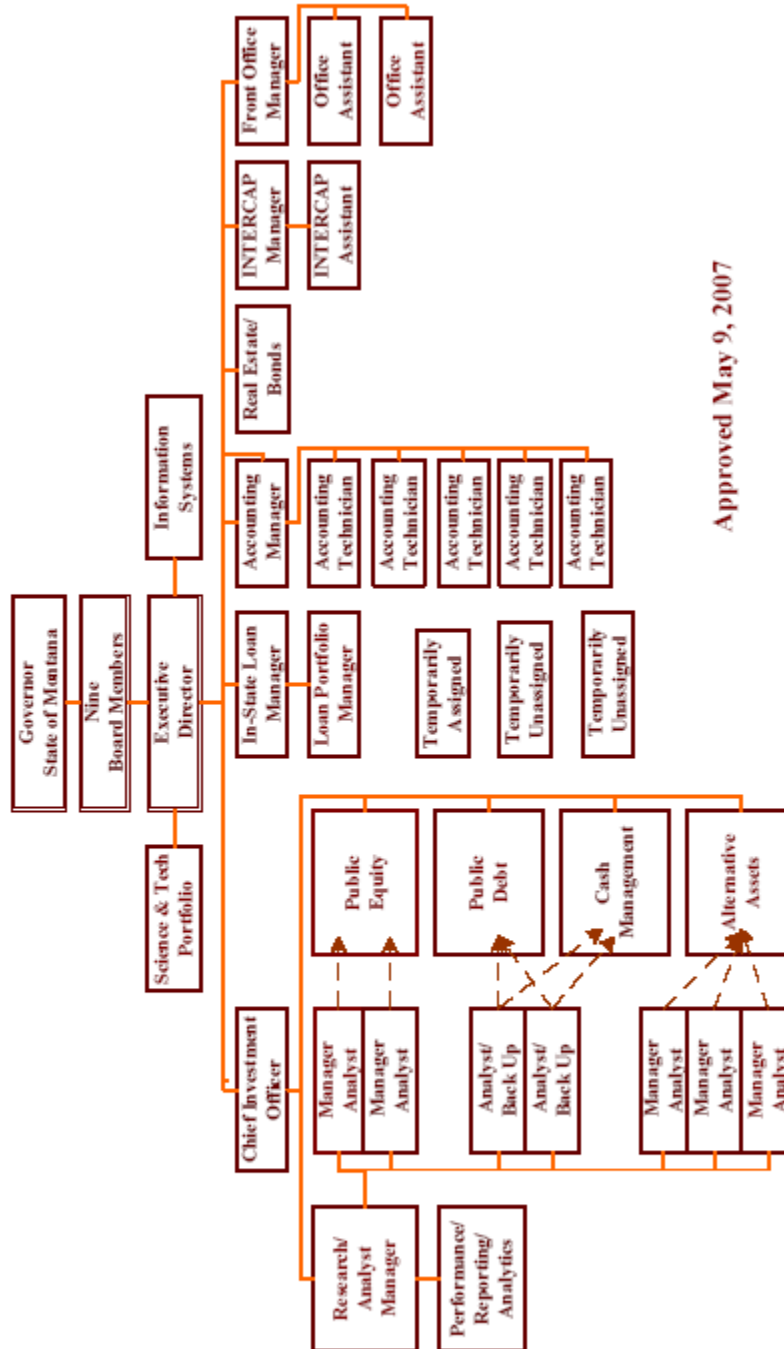 Governor
State of Montana
Nine
Board Members
Science & Tech
Portfolio
Executive
Director
Information
Systems
Chief Investment
Officer
In-State Loan
Manager
Accounting
Manager
Real Estate/
Bonds
INTERCAP
Manager
Front Office
Manager
Research/
Analyst
Manager
Performance/
Reporting/
Analytics
Manager
Analyst
Manager
Analyst
Analyst/
Back Up
Analyst/
Back Up
Manager
Analyst
Manager
Analyst
Manager
Analyst
Public
Equity
Public
Debt
Cash
Management
Alternative
Assets
Loan Portfolio
Manager
Temporarily
Assigned
Temporarily
Unassigned
Temporarily
Unassigned
Accounting
Technician
Accounting
Technician
Accounting
Technician
Accounting
Technician
Accounting
Technician
INTERCAP
Assistant
Office
Assistant
Office
Assistant
Approved May 9, 2007